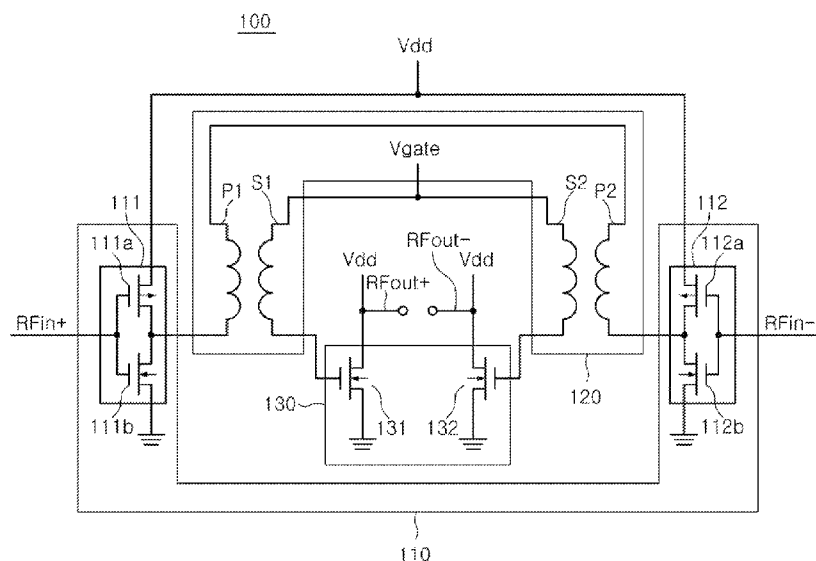 100
Vdd
Vgate
P1
S1
S2
P2
111
112
111a
112a
RFout-
Vdd
Vdd
RFout+
RFin+
RFin-
130
131
132
120
111b
112b
110